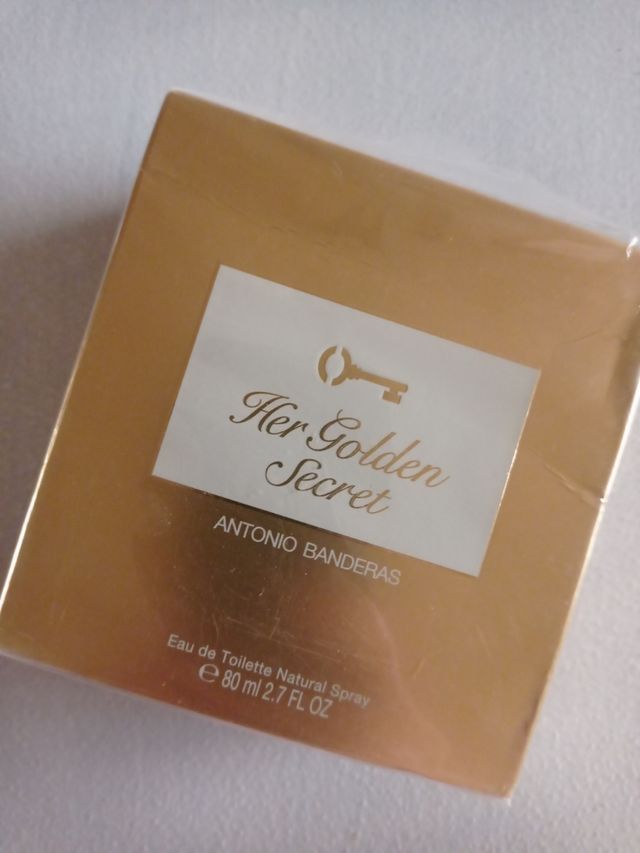 Her Golden
Secret
ANTONIO BANDERAS
Eau de Toilette Natural Spray
℮ 80 ml 2.7 FL OZ